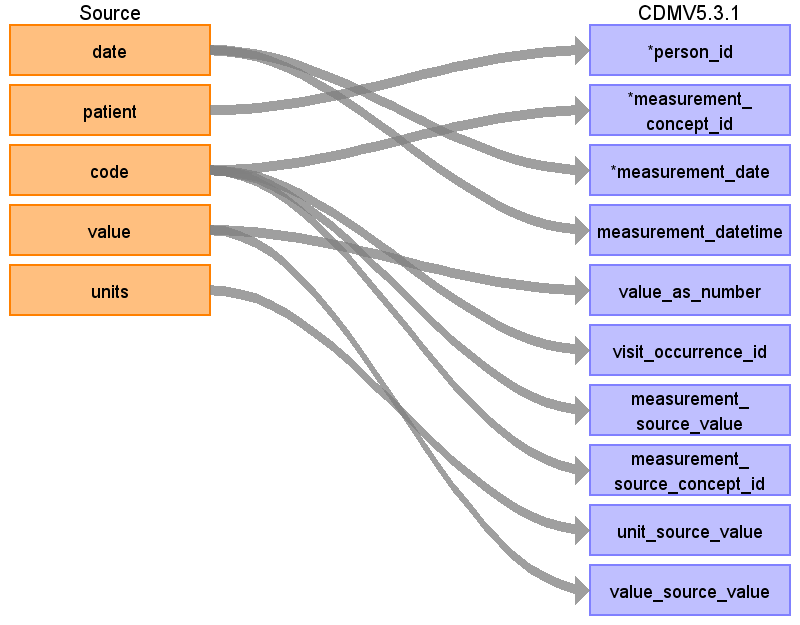 Source
CDMV5.3.1
date
*person_id
patient
*measurement_
concept_id
code
*measurement_date
value
measurement_datetime
units
value_as_number
visit_occurrence_id
measurement_
source_value
measurement_
source_concept_id
unit_source_value
value_source_value